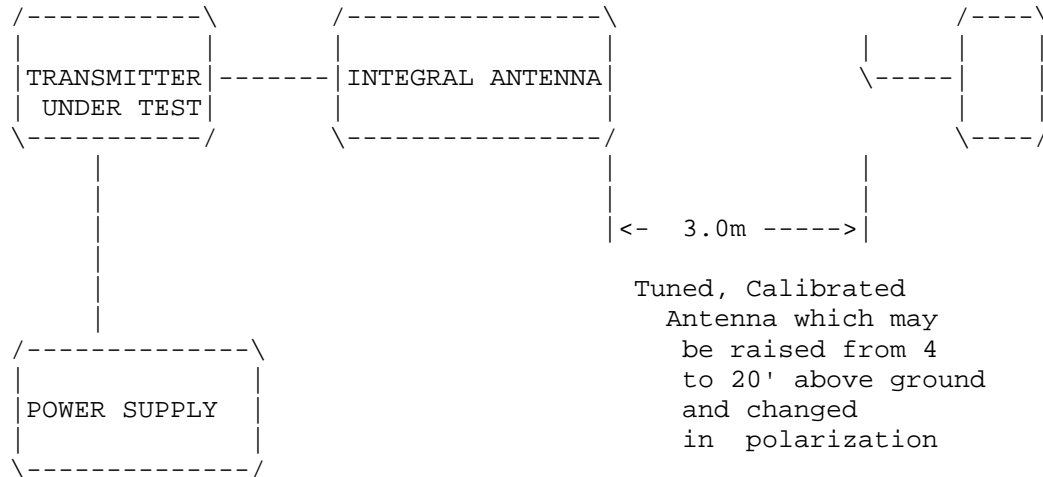 TRANSMITTER
UNDER TEST
INTEGRAL ANTENNA
<- 3.0m ----->
Tuned, Calibrated
Antenna which may
be raised from 4
to 20' above ground
and changed
in polarization
POWER SUPPLY